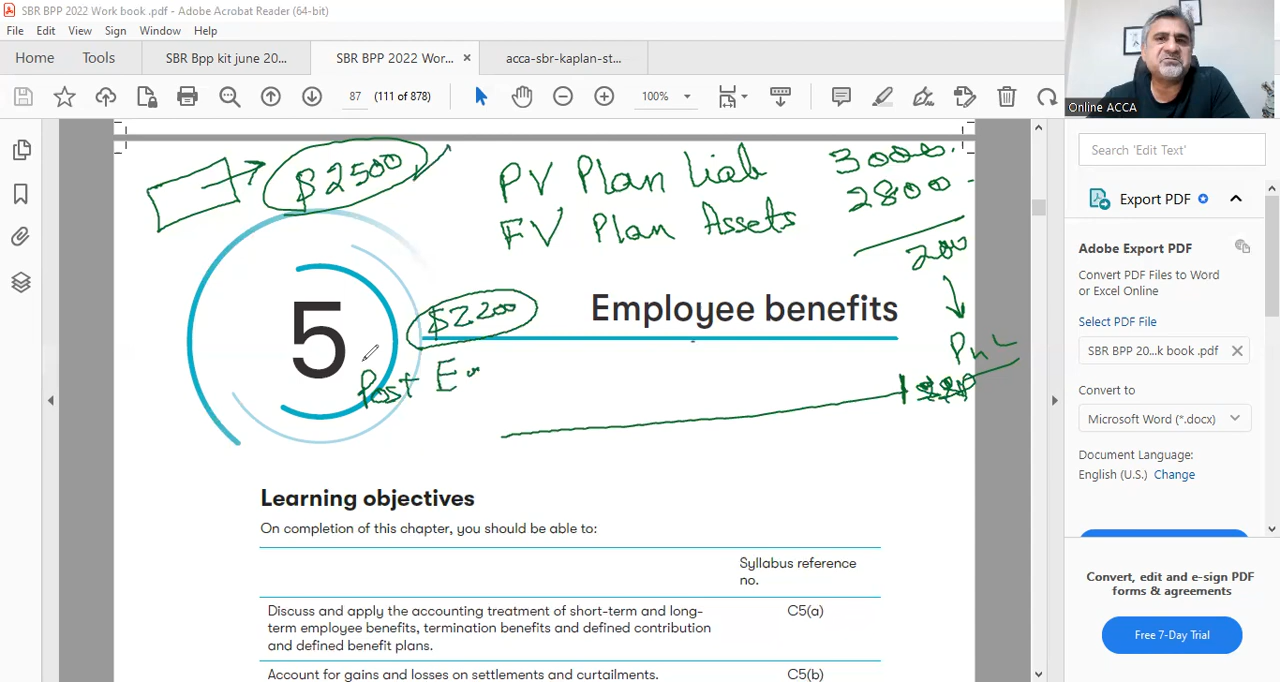 SBR BPP 2022 Work book .pdf - Adobe Acrobat Reader (64-bit)
File Edit View Sign Window Help
Home Tools SBR Bpp kit june 20... SBR BPP 2022 Wor... × acca-sbr-kaplan-st...
87 (111 of 878) 100%
Online ACCA
Search 'Edit Text'
Export PDF
Adobe Export PDF
Convert PDF Files to Word
or Excel Online
Select PDF File
SBR BPP 20...k book .pdf
Convert to
Microsoft Word (*.docx)
Document Language:
English (U.S.) Change
Convert, edit and e-sign PDF
forms & agreements
Free 7-Day Trial
$2500
PV Plan Liab 3000
FV Plan Assets 2800
200
$2200
Post
5
Employee benefits
Learning objectives
On completion of this chapter, you should be able to:
Syllabus reference
no.
Discuss and apply the accounting treatment of short-term and long-
term employee benefits, termination benefits and defined contribution
and defined benefit plans.
C5(a)
Account for gains and losses on settlements and curtailments.
C5(b)